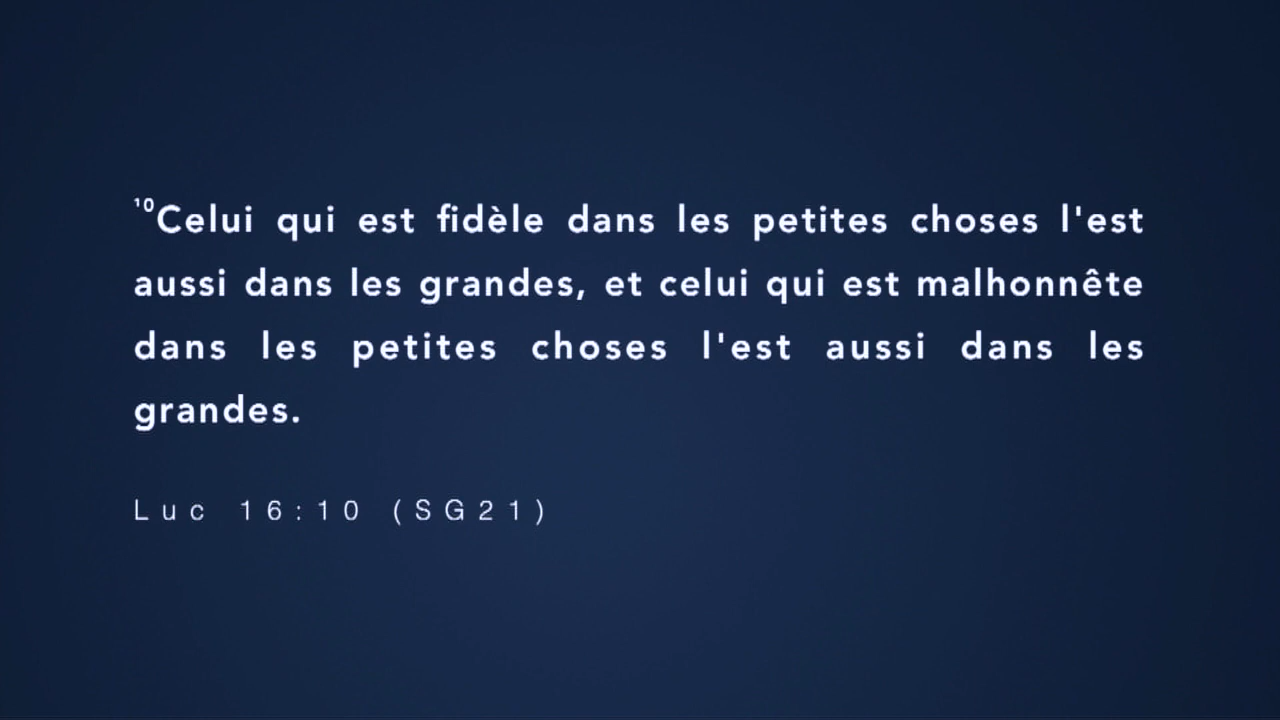 ¹⁰Celui qui est fidèle dans les petites choses l'est
aussi dans les grandes, et celui qui est malhonnête
dans les petites choses l'est aussi dans les
grandes.
Luc 16:10 (SG21)